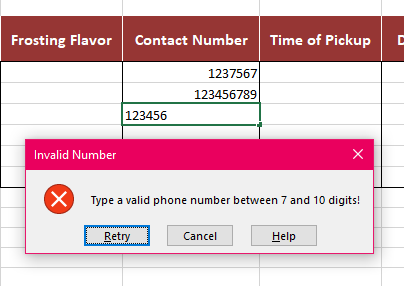 Frosting Flavor Contact Number Time of Pickup D
1237567
123456789
123456
Invalid Number
Type a valid phone number between 7 and 10 digits!
Retry Cancel Help